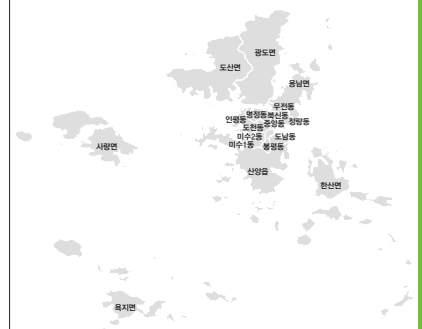 광도면
도산면
용남면
무전동
명정동 북신동
인평동 정량동
도천동 중앙동
미수2동 도남동
미수1동 봉평동
사량면
산양읍
한산면
욕지면